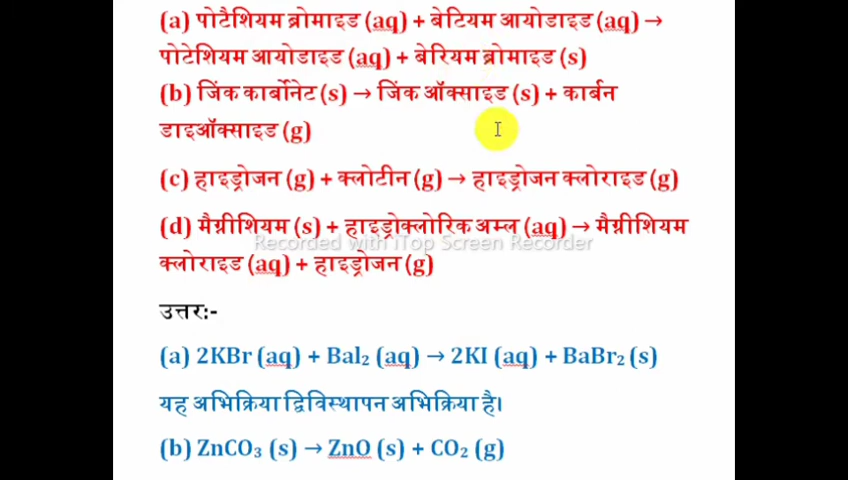 (a) पोटैशियम ब्रोमाइड (aq) + बेटियम आयोडाइड (aq) →
पोटेशियम आयोडाइड (aq) + बेरियम ब्रोमाइड (s)
(b) जिंक कार्बोनेट (s) → जिंक ऑक्साइड (s) + कार्बन
डाइऑक्साइड (g)
(c) हाइड्रोजन (g) + क्लोटीन (g) → हाइड्रोजन क्लोराइड (g)
(d) मैग्नीशियम (s) + हाइड्रोक्लोरिक अम्ल (aq) → मैग्नीशियम
Recorded with iTop Screen Recorder
क्लोराइड (aq) + हाइड्रोजन (g)
उत्तरः-
(a) 2KBr (aq) + Bal₂ (aq) → 2KI (aq) + BaBr₂ (s)
यह अभिक्रिया द्विविस्थापन अभिक्रिया है।
(b) ZnCO₃ (s) → ZnO (s) + CO₂ (g)